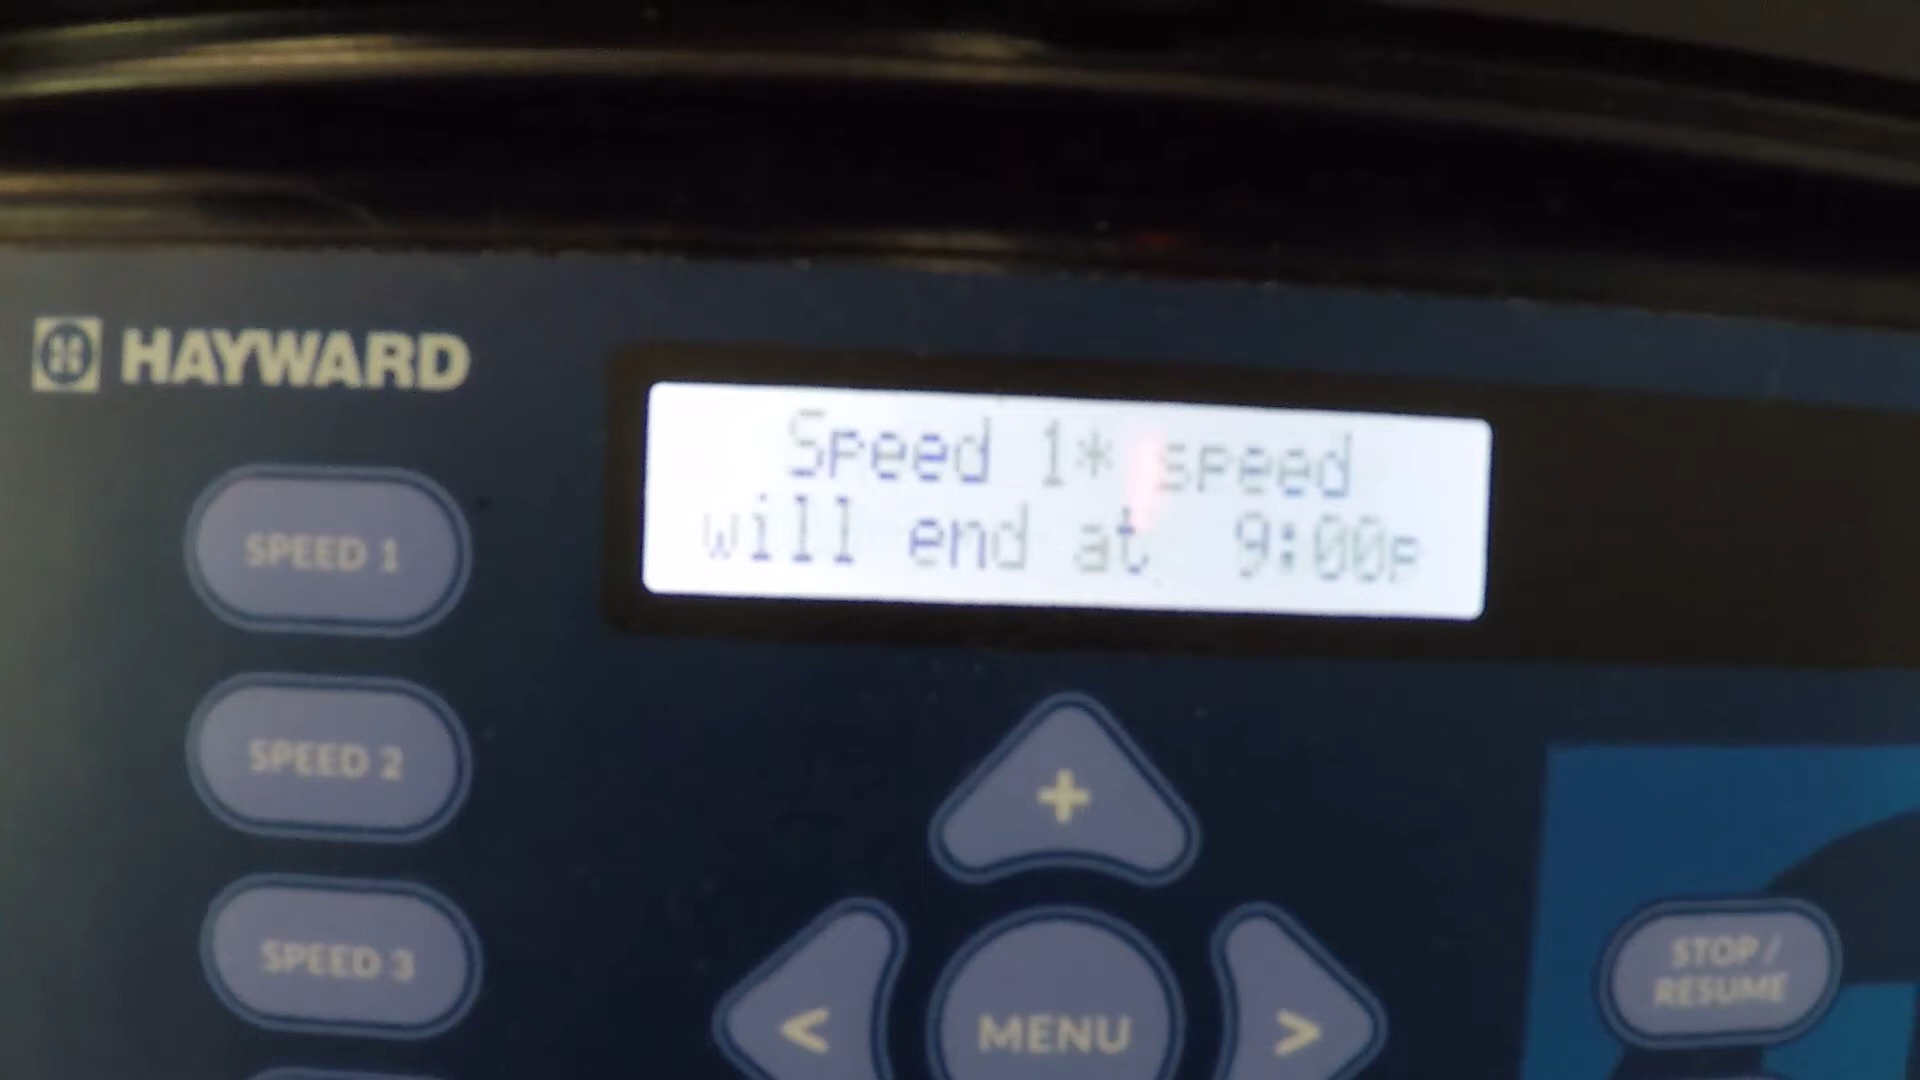 HAYWARD
Speed 1* speed
will end at 9:00P
SPEED 1
SPEED 2
SPEED 3
+
<
MENU
>
STOP /
RESUME